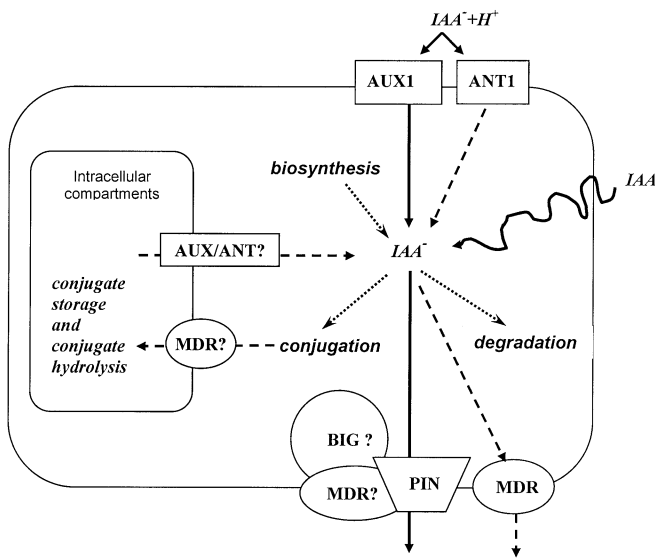 IAA⁻+H⁺
AUX1
ANT1
Intracellular
compartments
biosynthesis
IAA
AUX/ANT?
IAA⁻
conjugate
storage
and
conjugate
hydrolysis
MDR?
conjugation
degradation
BIG ?
MDR?
PIN
MDR